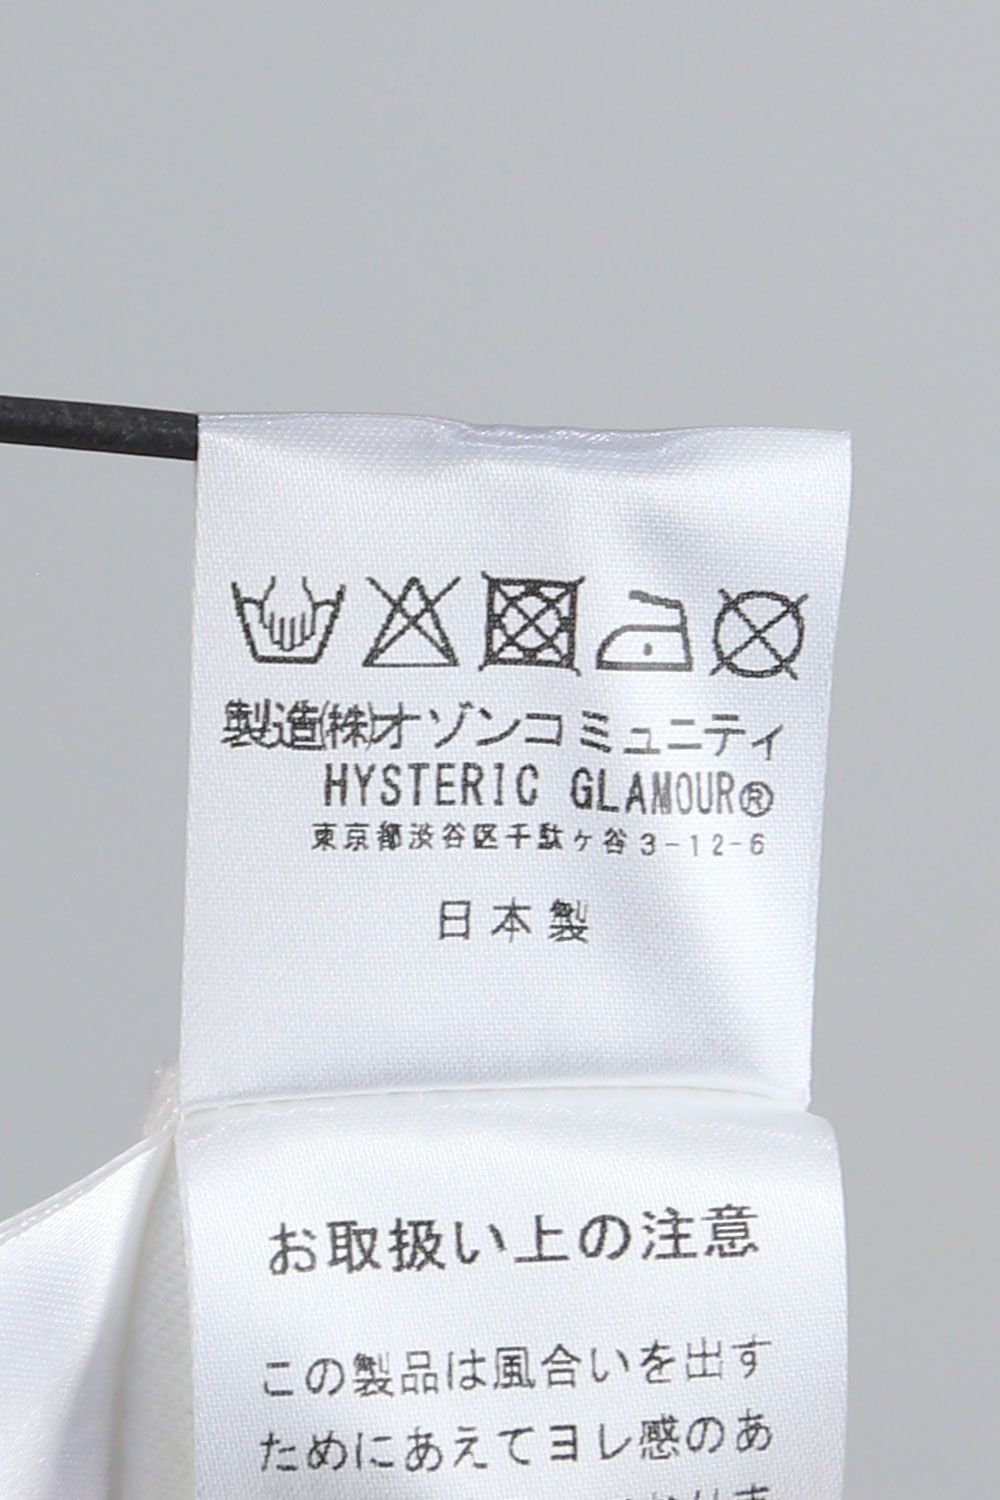 製造(株)オゾンコミュニティ
HYSTERIC GLAMOUR®
東京都渋谷区千駄ヶ谷3-12-6
日本製
お取扱い上の注意
この製品は風合いを出す
ためにあえてヨレ感のあ